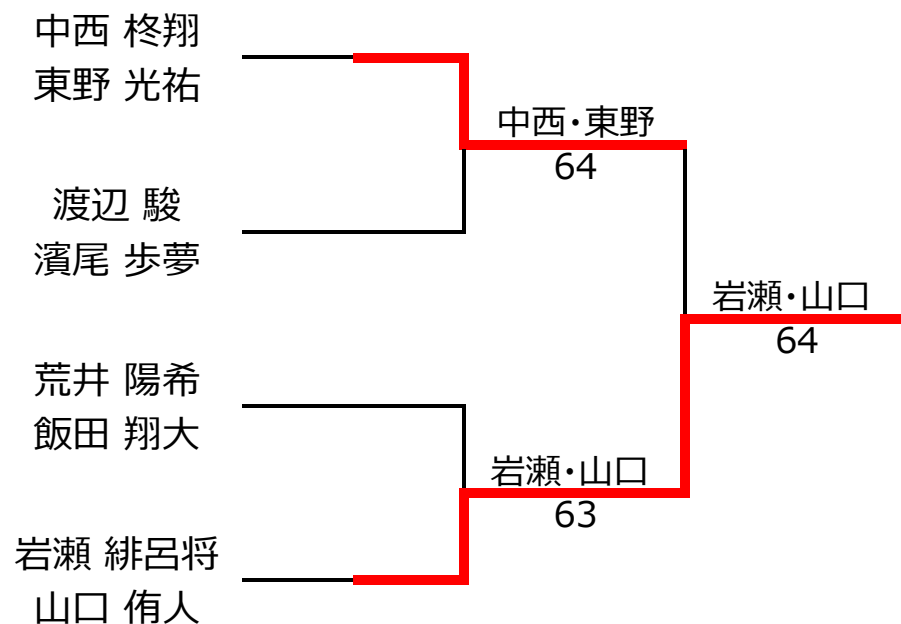 中西 柊翔
東野 光祐
中西・東野
64
渡辺 駿
濱尾 歩夢
岩瀬・山口
64
荒井 陽希
飯田 翔大
岩瀬・山口
63
岩瀬 緋呂将
山口 侑人